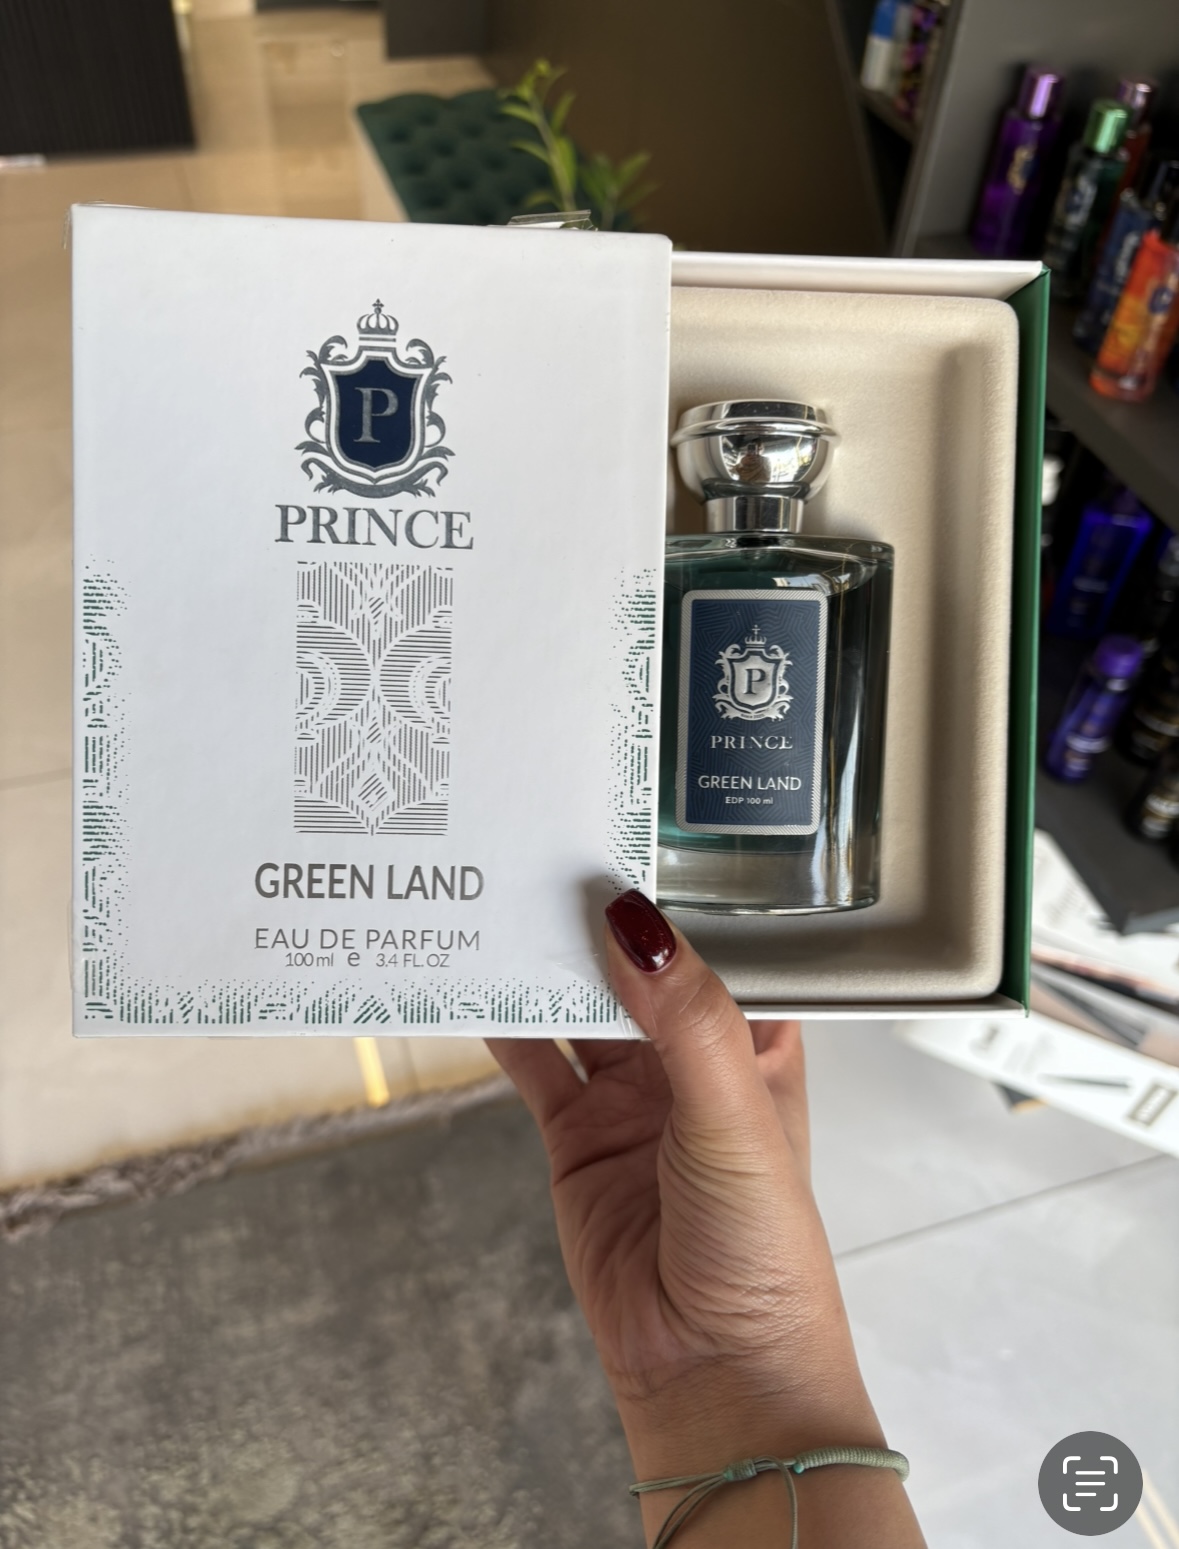 P
PRINCE
GREEN LAND
EAU DE PARFUM
100 ml e 3.4 FL.OZ
P
PRINCE
GREEN LAND
EDP 100 ml